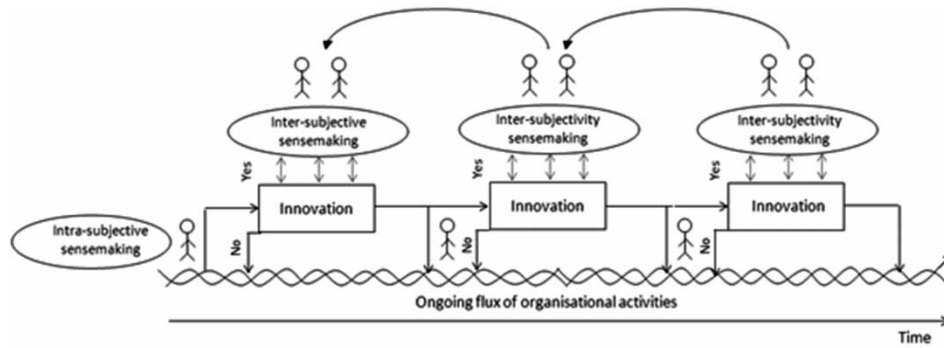 Inter-subjective
sensemaking
Inter-subjectivity
sensemaking
Inter-subjectivity
sensemaking
Yes
Yes
Yes
Innovation
Innovation
Innovation
Intra-subjective
sensemaking
No
No
No
Ongoing flux of organisational activities
Time